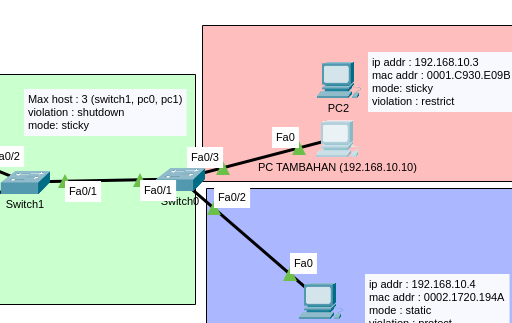 ip addr : 192.168.10.3
mac addr : 0001.C930.E09B
mode: sticky
violation : restrict
PC2
Max host : 3 (switch1, pc0, pc1)
violation : shutdown
mode: sticky
Fa0
a0/2
Fa0/3
PC TAMBAHAN (192.168.10.10)
Fa0/1
Fa0/1
Switch1
Switch0
Fa0/2
Fa0
ip addr : 192.168.10.4
mac addr : 0002.1720.194A
mode : static
violation : protect